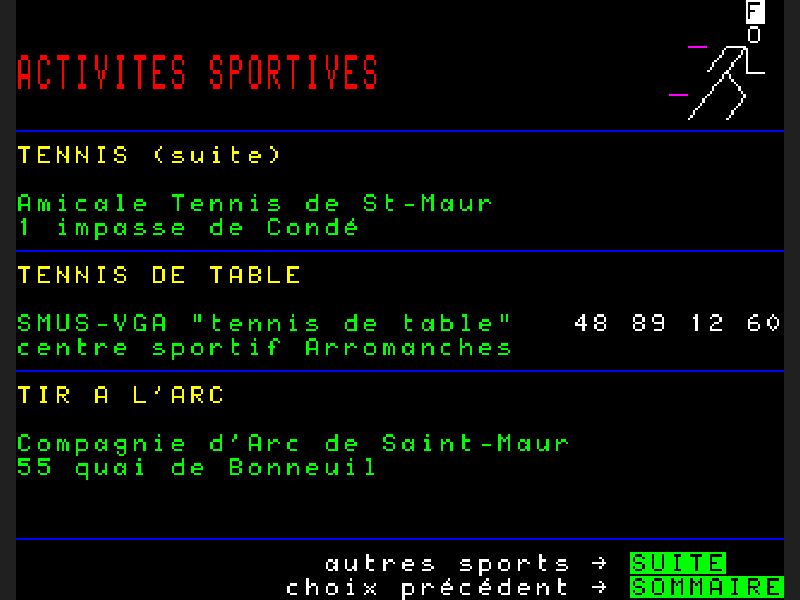 F
ACTIVITES SPORTIVES
TENNIS (suite)
Amicale Tennis de St-Maur
1 impasse de Condé
TENNIS DE TABLE
SMUS-VGA "tennis de table" 48 89 12 60
centre sportif Arromanches
TIR A L'ARC
Compagnie d'Arc de Saint-Maur
55 quai de Bonneuil
autres sports → SUITE
choix précédent → SOMMAIRE